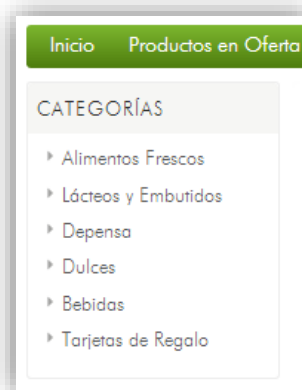 Inicio Productos en Oferta
CATEGORÍAS
Alimentos Frescos
Lácteos y Embutidos
Depensa
Dulces
Bebidas
Tarjetas de Regalo